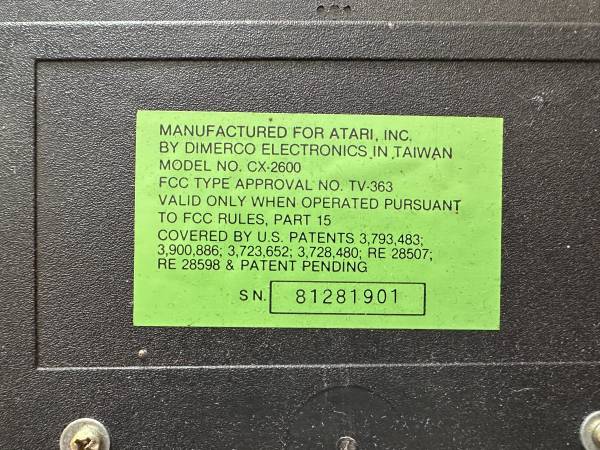 MANUFACTURED FOR ATARI, INC.
BY DIMERCO ELECTRONICS IN TAIWAN
MODEL NO. CX-2600
FCC TYPE APPROVAL NO. TV-363
VALID ONLY WHEN OPERATED PURSUANT
TO FCC RULES, PART 15
COVERED BY U.S. PATENTS 3,793,483;
3,900,886; 3,723,652; 3,728,480; RE 28507;
RE 28598 & PATENT PENDING
S N. 81281901